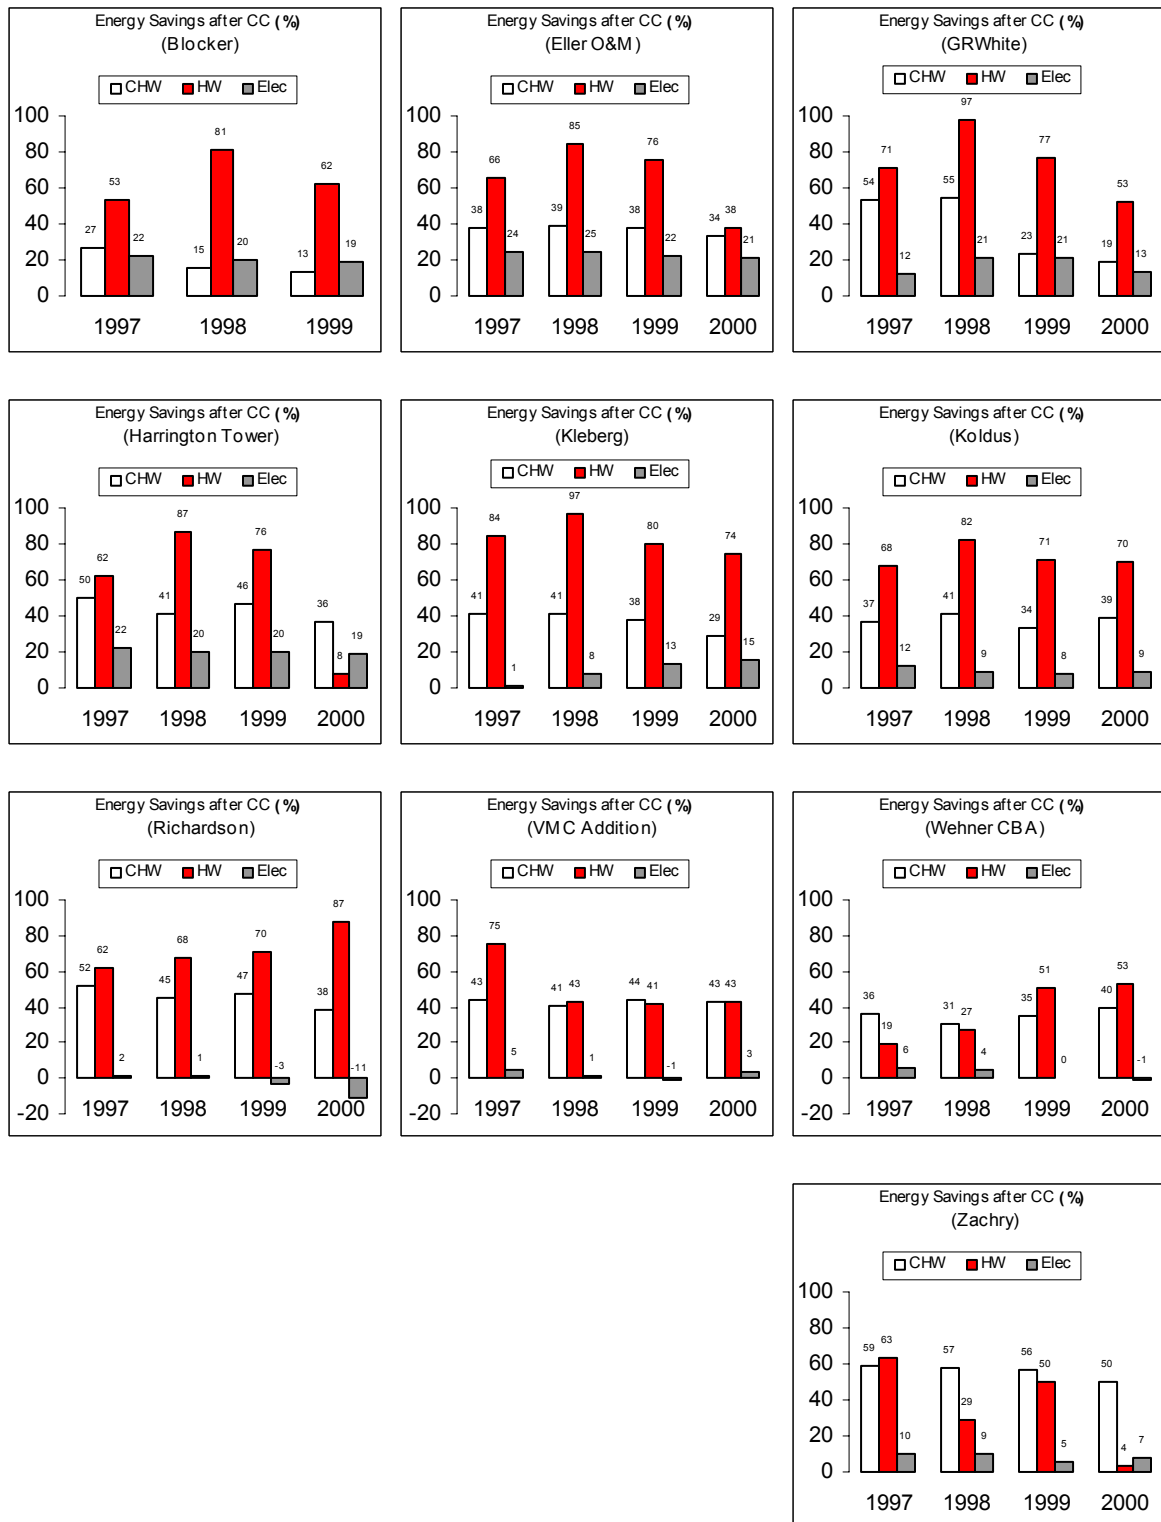 Energy Savings after CC (%)
(Blocker)
CHW HW Elec
100
80
60
40
20
0
27 53 22
15 81 20
13 62 19
1997 1998 1999
Energy Savings after CC (%)
(Eller O&M)
CHW HW Elec
100
80
60
40
20
0
38 66 24
39 85 25
38 76 22
34 38 21
1997 1998 1999 2000
Energy Savings after CC (%)
(GRWhite)
CHW HW Elec
100
80
60
40
20
0
54 71 12
55 97 21
23 77 21
19 53 13
1997 1998 1999 2000
Energy Savings after CC (%)
(Harrington Tower)
CHW HW Elec
100
80
60
40
20
0
50 62 22
41 87 20
46 76 20
36 8 19
1997 1998 1999 2000
Energy Savings after CC (%)
(Kleberg)
CHW HW Elec
100
80
60
40
20
0
41 84 1
41 97 8
38 80 13
29 74 15
1997 1998 1999 2000
Energy Savings after CC (%)
(Koldus)
CHW HW Elec
100
80
60
40
20
0
37 68 12
41 82 9
34 71 8
39 70 9
1997 1998 1999 2000
Energy Savings after CC (%)
(Richardson)
CHW HW Elec
100
80
60
40
20
0
-20
52 62 2
45 68 1
47 70 -3
38 87 -11
1997 1998 1999 2000
Energy Savings after CC (%)
(VMC Addition)
CHW HW Elec
100
80
60
40
20
0
-20
43 75 5
41 43 1
44 41 -1
43 43 3
1997 1998 1999 2000
Energy Savings after CC (%)
(Wehner CBA)
CHW HW Elec
100
80
60
40
20
0
-20
36 19 6
31 27 4
35 51 0
40 53 -1
1997 1998 1999 2000
Energy Savings after CC (%)
(Zachry)
CHW HW Elec
100
80
60
40
20
0
59 63 10
57 29 9
56 50 5
50 4 7
1997 1998 1999 2000